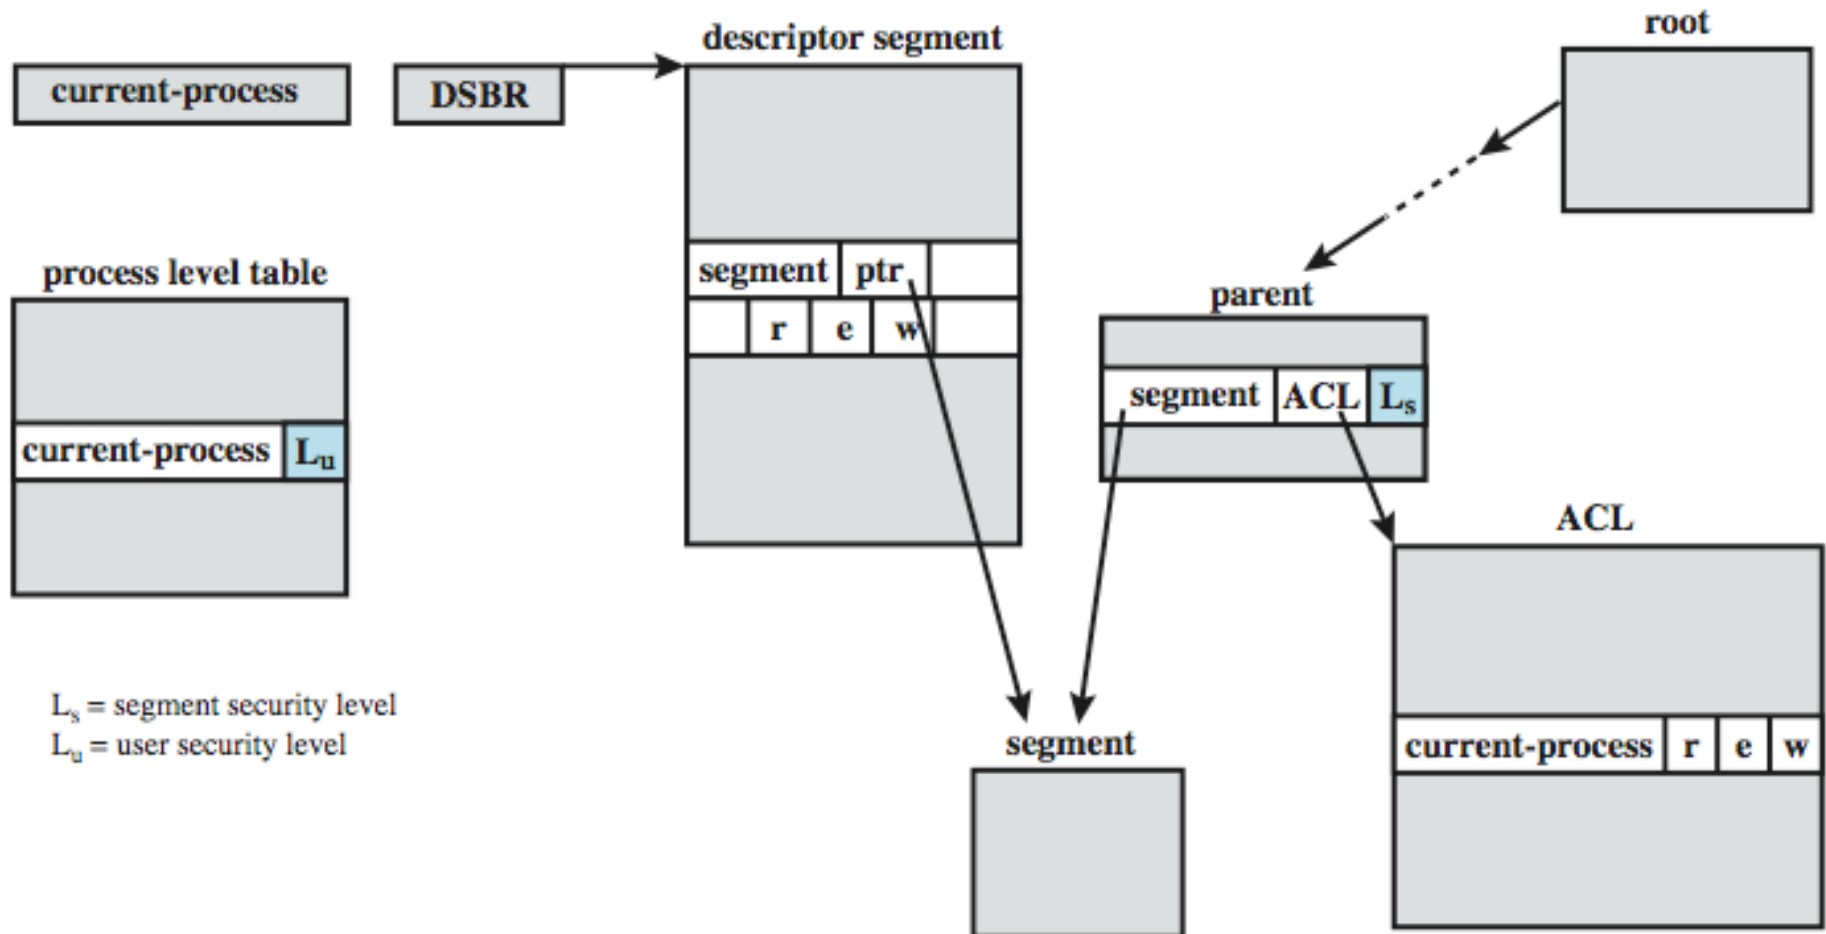 descriptor segment
root
current-process
DSBR
process level table
segment ptr
r e w
parent
segment ACL Ls
current-process Lu
ACL
Ls = segment security level
Lu = user security level
segment
current-process r e w